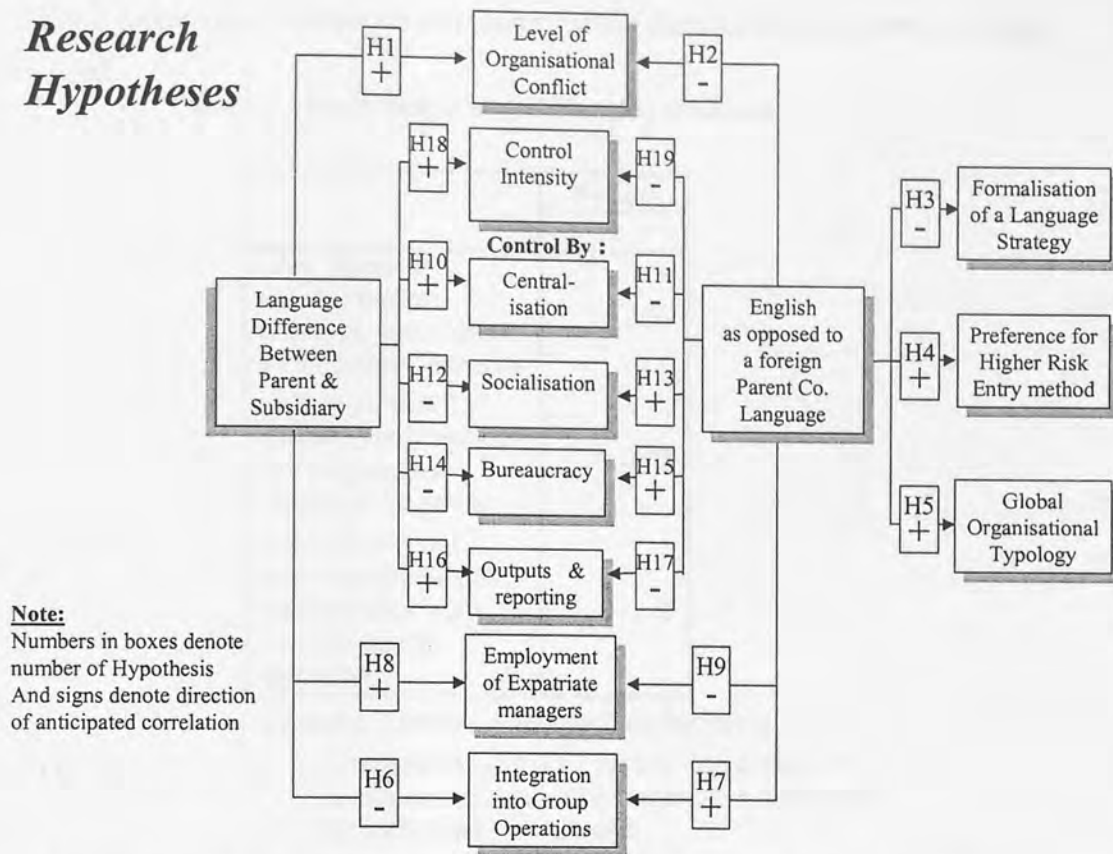 Research
Hypotheses
H1
+
Level of
Organisational
Conflict
H2
-
H18
+
Control
Intensity
H19
-
Control By :
H10
+
Central-
isation
H11
-
H12
-
Socialisation
H13
+
H14
-
Bureaucracy
H15
+
H16
+
Outputs &
reporting
H17
-
H8
+
Employment
of Expatriate
managers
H9
-
H6
-
Integration
into Group
Operations
H7
+
Language
Difference
Between
Parent &
Subsidiary
English
as opposed to
a foreign
Parent Co.
Language
H3
-
Formalisation
of a Language
Strategy
H4
+
Preference for
Higher Risk
Entry method
H5
+
Global
Organisational
Typology
Note:
Numbers in boxes denote
number of Hypothesis
And signs denote direction
of anticipated correlation